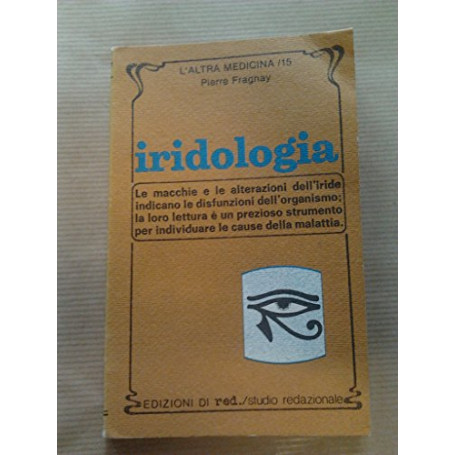 L'ALTRA MEDICINA /15
Pierre Fragnay
iridologia
Le macchie e le alterazioni dell'iride
indicano le disfunzioni dell'organismo;
la loro lettura è un prezioso strumento
per individuare le cause della malattia.
EDIZIONI DI red./studio redazionale